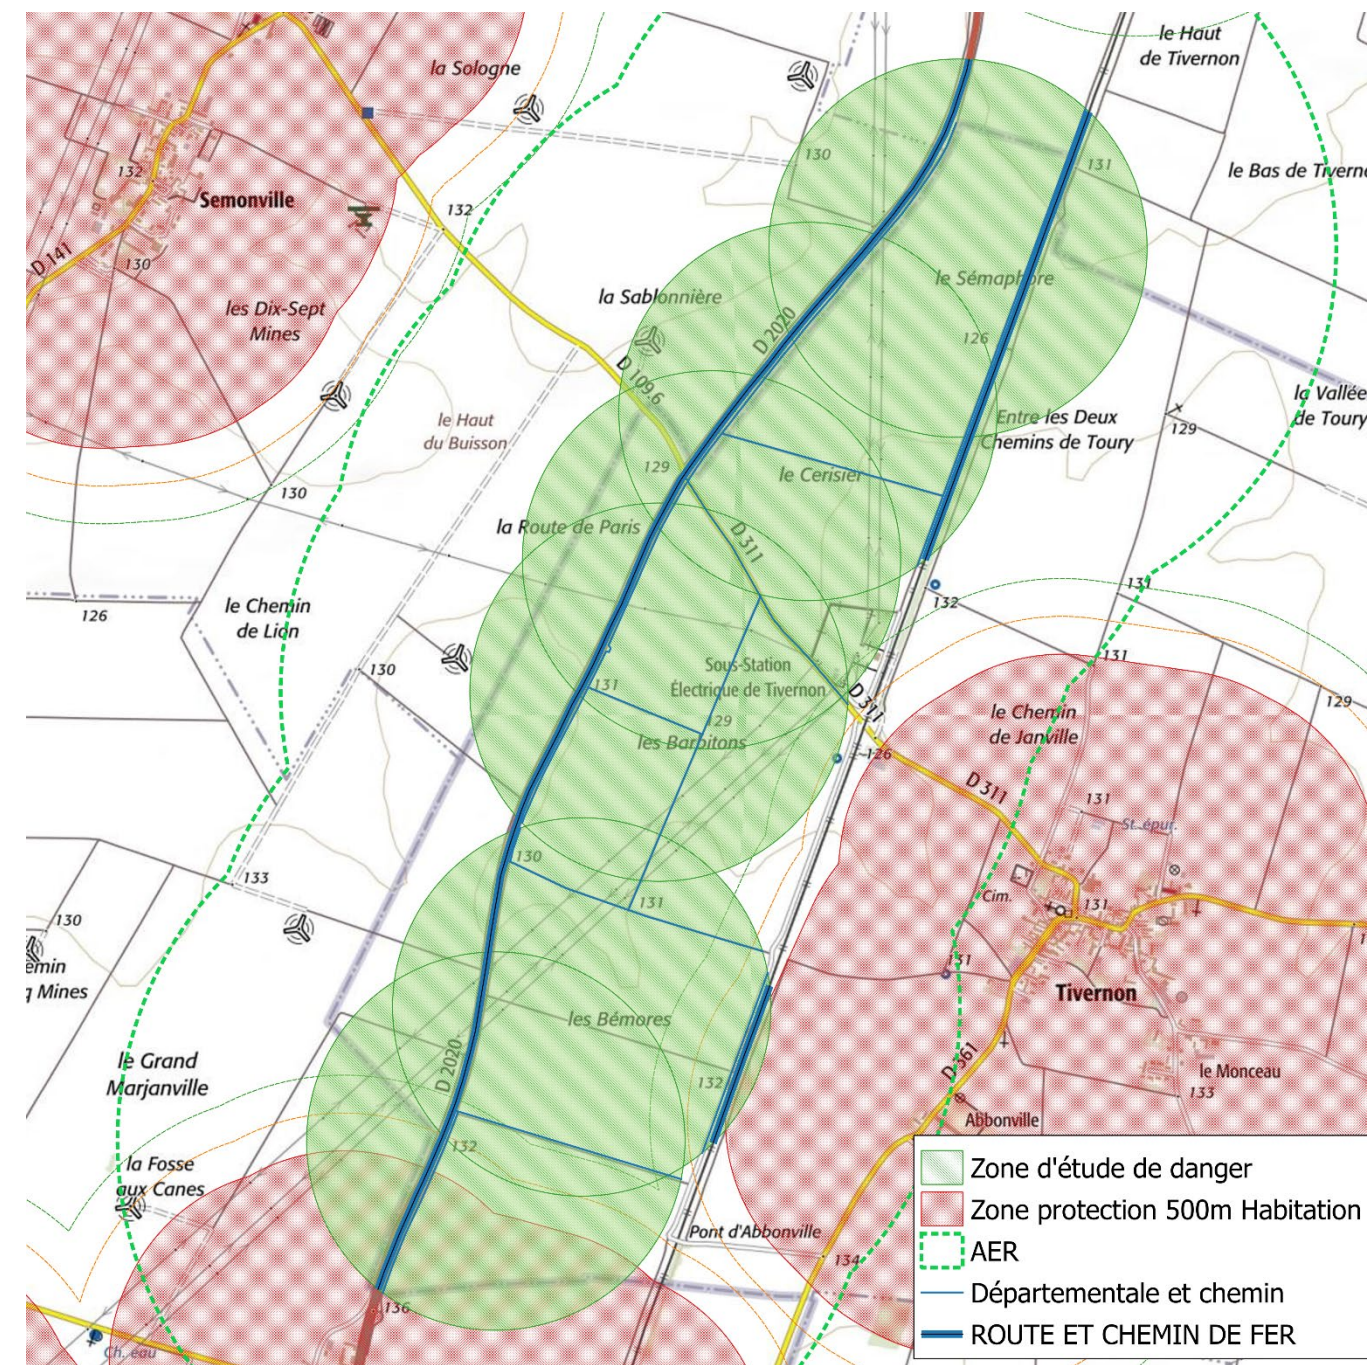 le Haut
de Tivernon
la Sologne
130
131
le Bas de Tiverno
132
Semonville
132
D 141
130
les Dix-Sept
Mines
la Sablonnière
le Sémaphore
D 2020
126
D 109.6
la Vallée
de Toury
le Haut
du Buisson
Entre les Deux
Chemins de Toury
129
129
le Cerisier
130
la Route de Paris
D 311
131
126
le Chemin
de Lion
132
130
131
Sous-Station
Électrique de Tivernon
131
129
D 311
129
le Chemin
de Janville
les Barbitons
126
D 311
131
St. épur.
130
133
Cim.
131
130
131
emin
q Mines
131
Tivernon
les Bémores
le Grand
Marjanville
D 2020
132
D 561
le Monceau
133
Abbonville
132
la Fosse
aux Canes
Pont d'Abbonville
134
136
Ch. eau
Zone d'étude de danger
Zone protection 500m Habitation
AER
Départementale et chemin
ROUTE ET CHEMIN DE FER